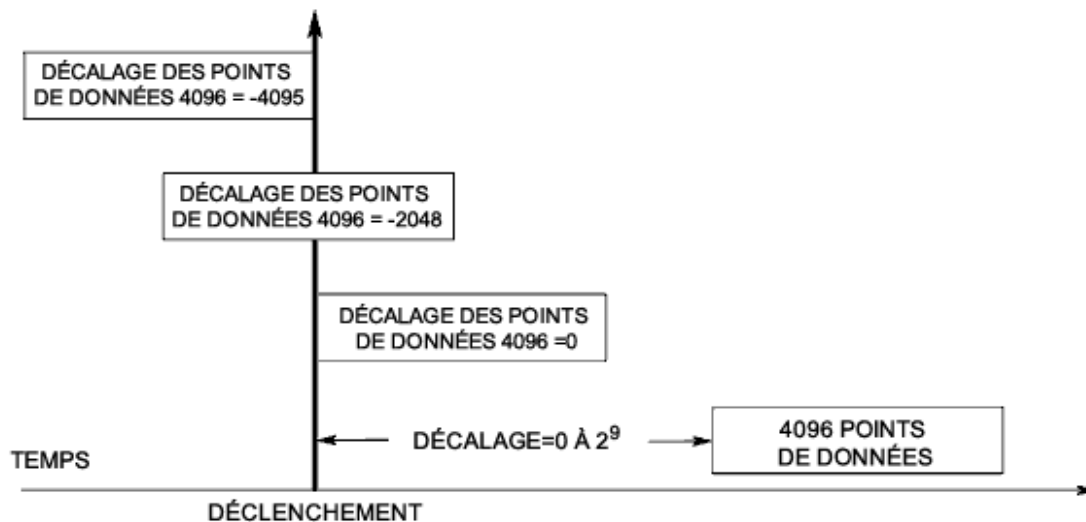 DÉCALAGE DES POINTS
DE DONNÉES 4096 = -4095
DÉCALAGE DES POINTS
DE DONNÉES 4096 = -2048
DÉCALAGE DES POINTS
DE DONNÉES 4096 =0
DÉCALAGE=0 À 2⁹
4096 POINTS
DE DONNÉES
TEMPS
DÉCLENCHEMENT